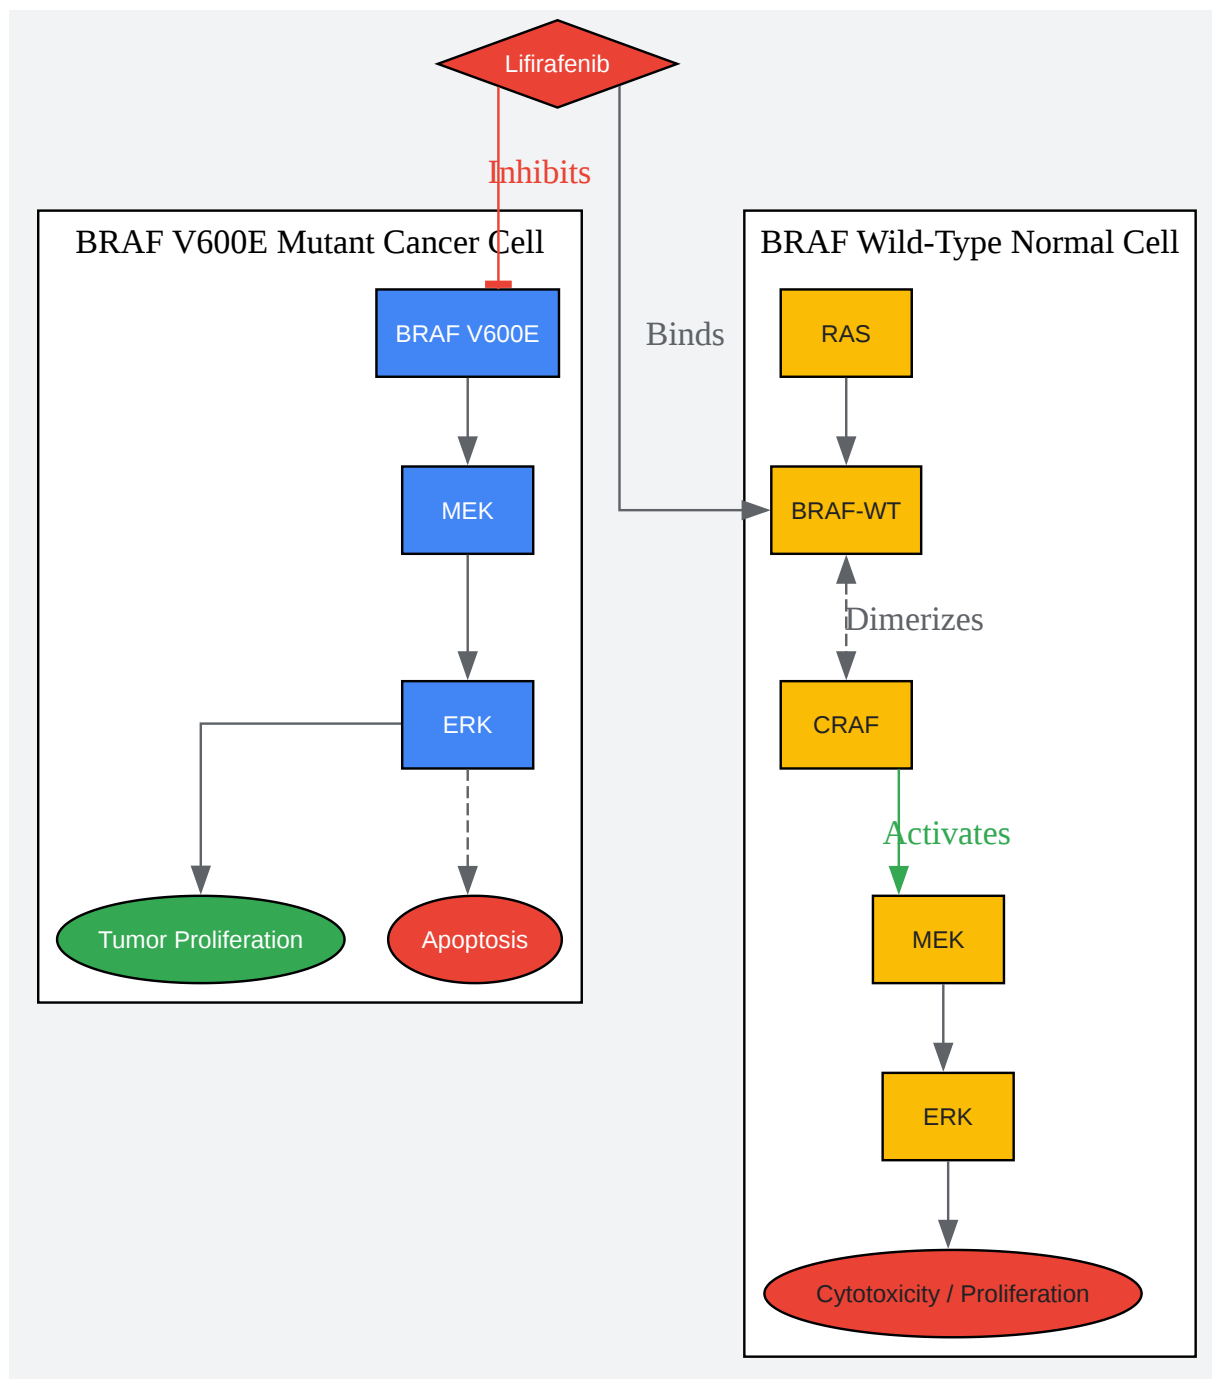 Lifirafenib
Inhibits
BRAF V600E Mutant Cancer Cell
BRAF V600E
MEK
ERK
Tumor Proliferation
Apoptosis
Binds
BRAF Wild-Type Normal Cell
RAS
BRAF-WT
Dimerizes
CRAF
Activates
MEK
ERK
Cytotoxicity / Proliferation